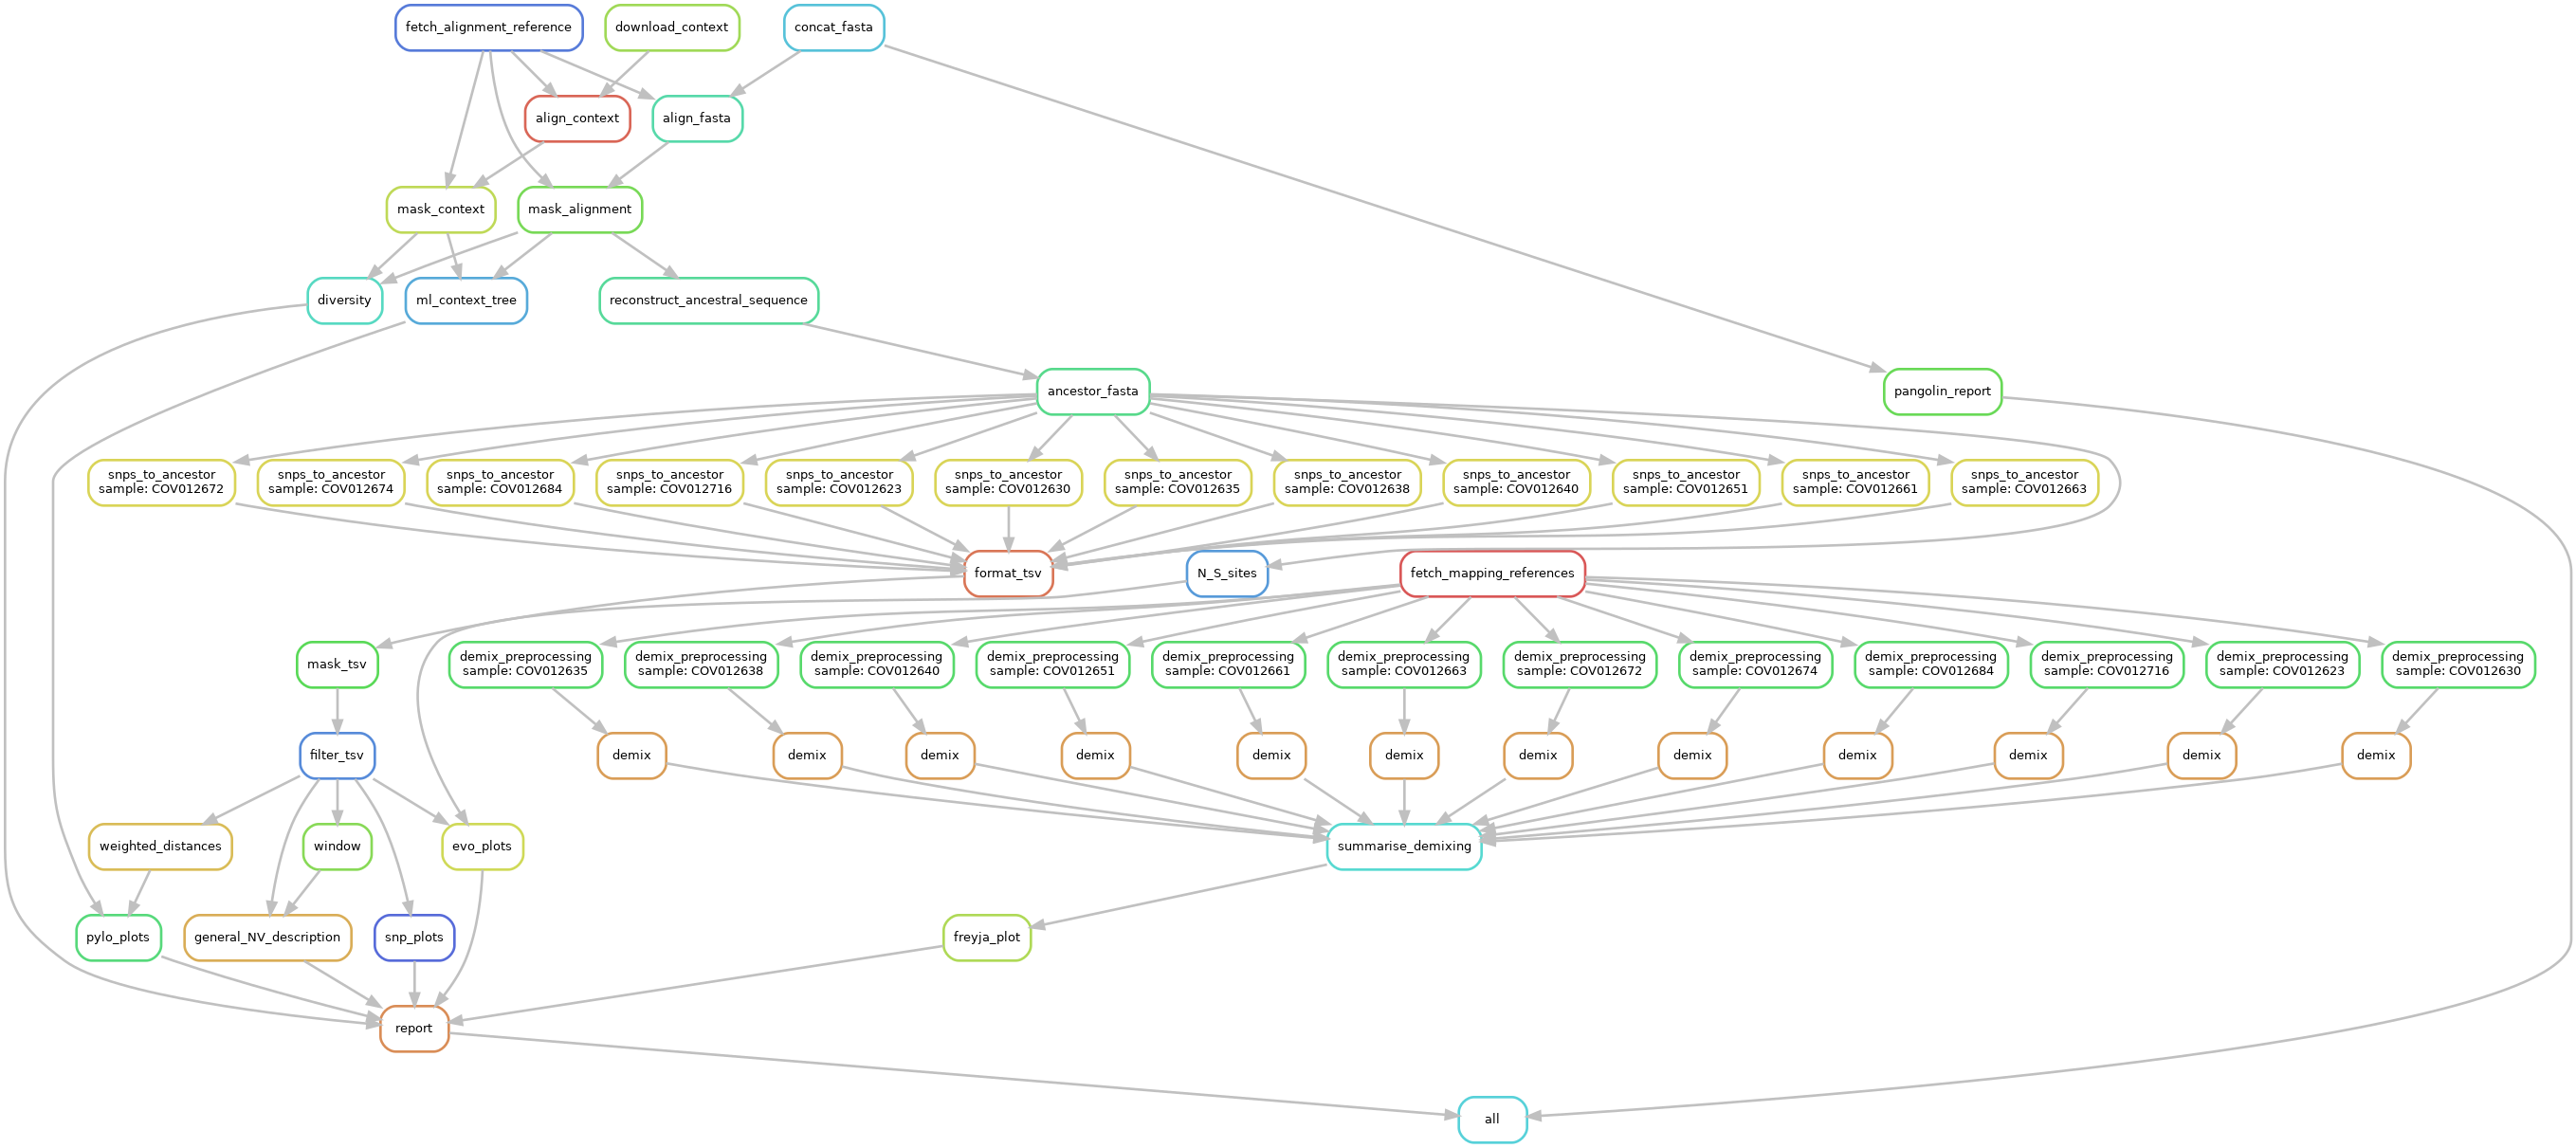 fetch_alignment_reference
download_context
concat_fasta
align_context
align_fasta
mask_context
mask_alignment
diversity
ml_context_tree
reconstruct_ancestral_sequence
ancestor_fasta
pangolin_report
snps_to_ancestor
sample: COV012672
snps_to_ancestor
sample: COV012674
snps_to_ancestor
sample: COV012684
snps_to_ancestor
sample: COV012716
snps_to_ancestor
sample: COV012623
snps_to_ancestor
sample: COV012630
snps_to_ancestor
sample: COV012635
snps_to_ancestor
sample: COV012638
snps_to_ancestor
sample: COV012640
snps_to_ancestor
sample: COV012651
snps_to_ancestor
sample: COV012661
snps_to_ancestor
sample: COV012663
format_tsv
N_S_sites
fetch_mapping_references
mask_tsv
demix_preprocessing
sample: COV012635
demix_preprocessing
sample: COV012638
demix_preprocessing
sample: COV012640
demix_preprocessing
sample: COV012651
demix_preprocessing
sample: COV012661
demix_preprocessing
sample: COV012663
demix_preprocessing
sample: COV012672
demix_preprocessing
sample: COV012674
demix_preprocessing
sample: COV012684
demix_preprocessing
sample: COV012716
demix_preprocessing
sample: COV012623
demix_preprocessing
sample: COV012630
filter_tsv
demix
demix
demix
demix
demix
demix
demix
demix
demix
demix
demix
demix
weighted_distances
window
evo_plots
summarise_demixing
pylo_plots
general_NV_description
snp_plots
freyja_plot
report
all